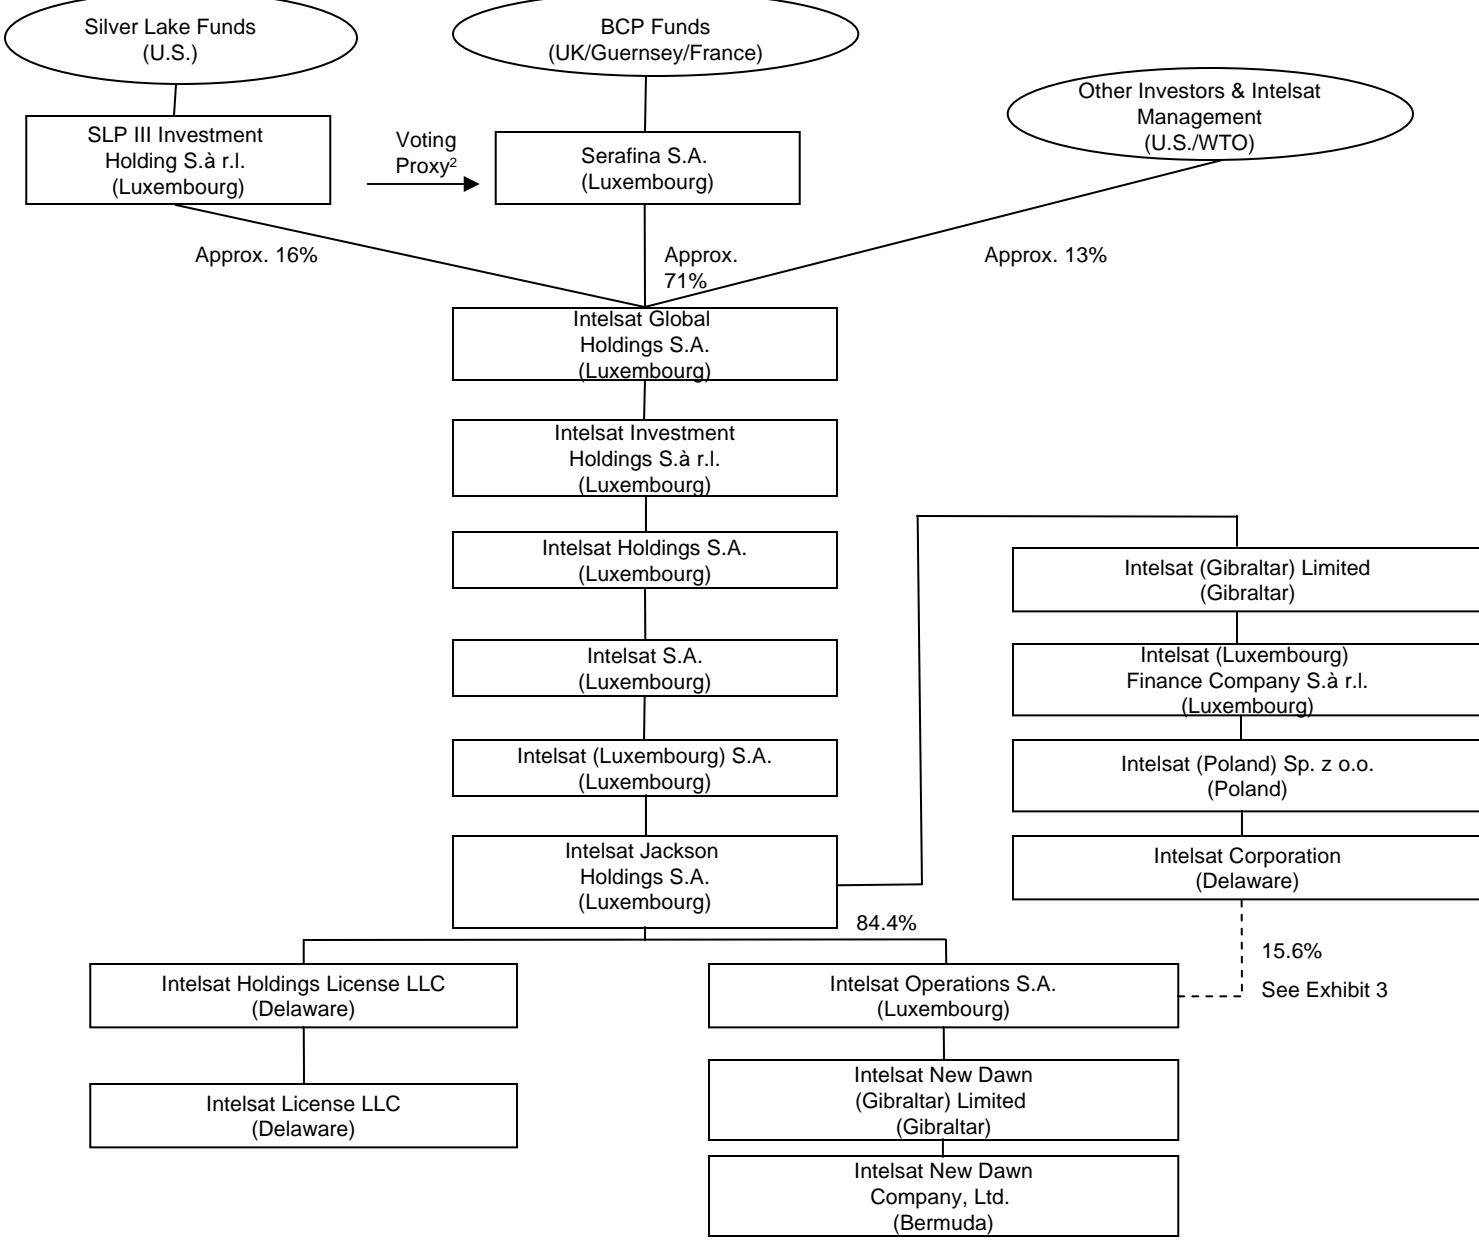 Silver Lake Funds
(U.S.)
BCP Funds
(UK/Guernsey/France)
Other Investors & Intelsat
Management
(U.S./WTO)
SLP III Investment
Holding S.à r.l.
(Luxembourg)
Voting
Proxy²
Serafina S.A.
(Luxembourg)
Approx. 16%
Approx.
71%
Approx. 13%
Intelsat Global
Holdings S.A.
(Luxembourg)
Intelsat Investment
Holdings S.à r.l.
(Luxembourg)
Intelsat Holdings S.A.
(Luxembourg)
Intelsat S.A.
(Luxembourg)
Intelsat (Luxembourg) S.A.
(Luxembourg)
Intelsat Jackson
Holdings S.A.
(Luxembourg)
Intelsat (Gibraltar) Limited
(Gibraltar)
Intelsat (Luxembourg)
Finance Company S.à r.l.
(Luxembourg)
Intelsat (Poland) Sp. z o.o.
(Poland)
Intelsat Corporation
(Delaware)
84.4%
15.6%
See Exhibit 3
Intelsat Holdings License LLC
(Delaware)
Intelsat License LLC
(Delaware)
Intelsat Operations S.A.
(Luxembourg)
Intelsat New Dawn
(Gibraltar) Limited
(Gibraltar)
Intelsat New Dawn
Company, Ltd.
(Bermuda)